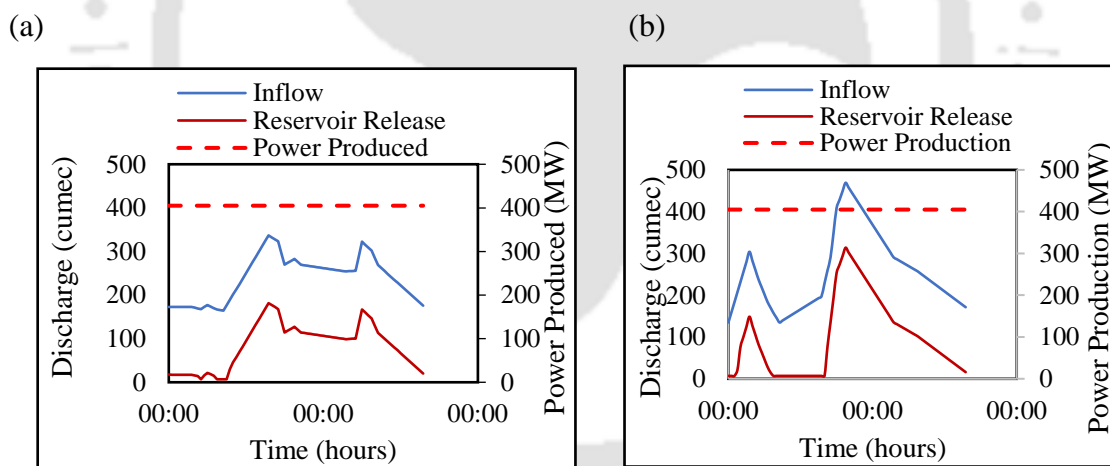 (a)
Inflow
Reservoir Release
Power Produced
Discharge (cumec)
500
400
300
200
100
0
500
400
300
200
100
0
Power Produced (MW)
00:00 00:00 00:00
Time (hours)
(b)
Inflow
Reservoir Release
Power Production
Discharge (cumec)
500
400
300
200
100
0
500
400
300
200
100
0
Power Production (MW)
00:00 00:00 00:00
Time (hours)